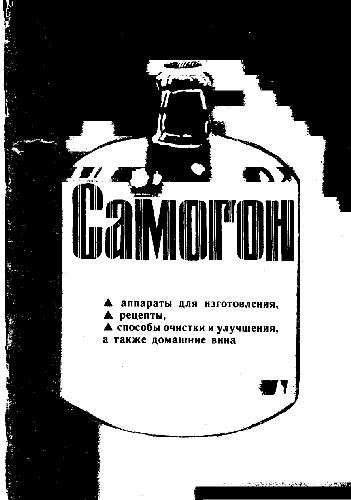 Самогон
▲ аппараты для изготовления,
▲ рецепты,
▲ способы очистки и улучшения,
а также домашние вина